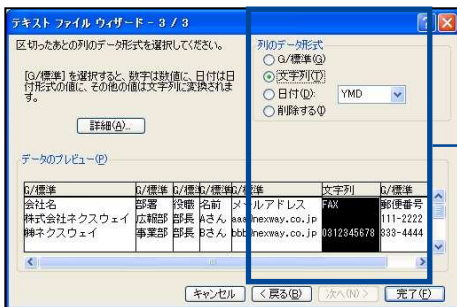 テキスト ファイル ウィザード - 3 / 3
区切ったあとの列のデータ形式を選択してください。
[G/標準] を選択すると、数字は数値に、日付は日付形式の値に、その他の値は文字列に変換されます。
詳細(A)...
列のデータ形式
G/標準(G)
文字列(T)
日付(D): YMD
削除する(I)
データのプレビュー(P)
G/標準 G/標準 G/標準 G/標準 G/標準 文字列 G/標準
会社名 部署 役職 名前 メールアドレス FAX 郵便番号
株式会社ネクスウェイ 広報部 部長 Aさん aaa@nexway.co.jp 111-2222
㈱ネクスウェイ 事業部 部長 Bさん bbb@nexway.co.jp 0312345678 333-4444
キャンセル < 戻る(B) 次へ(N) > 完了(F)